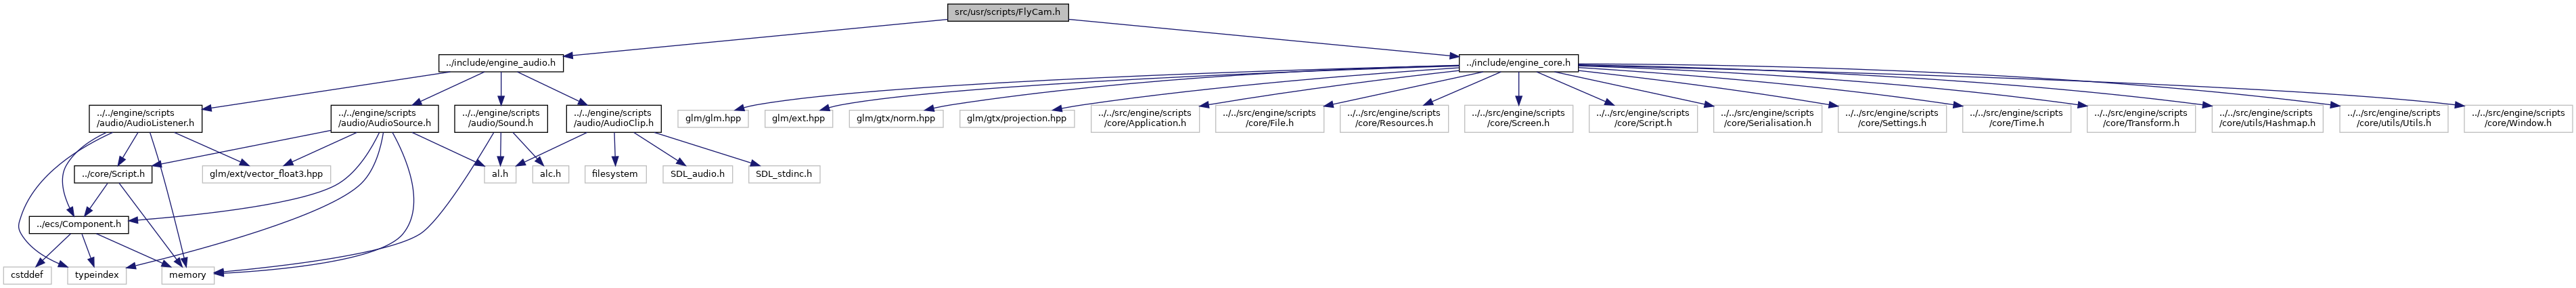 src/usr/scripts/FlyCam.h
../include/engine_audio.h
../include/engine_core.h
../../engine/scripts
/audio/AudioListener.h
../../engine/scripts
/audio/AudioSource.h
../../engine/scripts
/audio/Sound.h
../../engine/scripts
/audio/AudioClip.h
glm/glm.hpp
glm/ext.hpp
glm/gtx/norm.hpp
glm/gtx/projection.hpp
../../src/engine/scripts
/core/Application.h
../../src/engine/scripts
/core/File.h
../../src/engine/scripts
/core/Resources.h
../../src/engine/scripts
/core/Screen.h
../../src/engine/scripts
/core/Script.h
../../src/engine/scripts
/core/Serialisation.h
../../src/engine/scripts
/core/Settings.h
../../src/engine/scripts
/core/Time.h
../../src/engine/scripts
/core/Transform.h
../../src/engine/scripts
/core/utils/Hashmap.h
../../src/engine/scripts
/core/utils/Utils.h
../../src/engine/scripts
/core/Window.h
../core/Script.h
glm/ext/vector_float3.hpp
al.h
alc.h
filesystem
SDL_audio.h
SDL_stdinc.h
../ecs/Component.h
cstddef
typeindex
memory